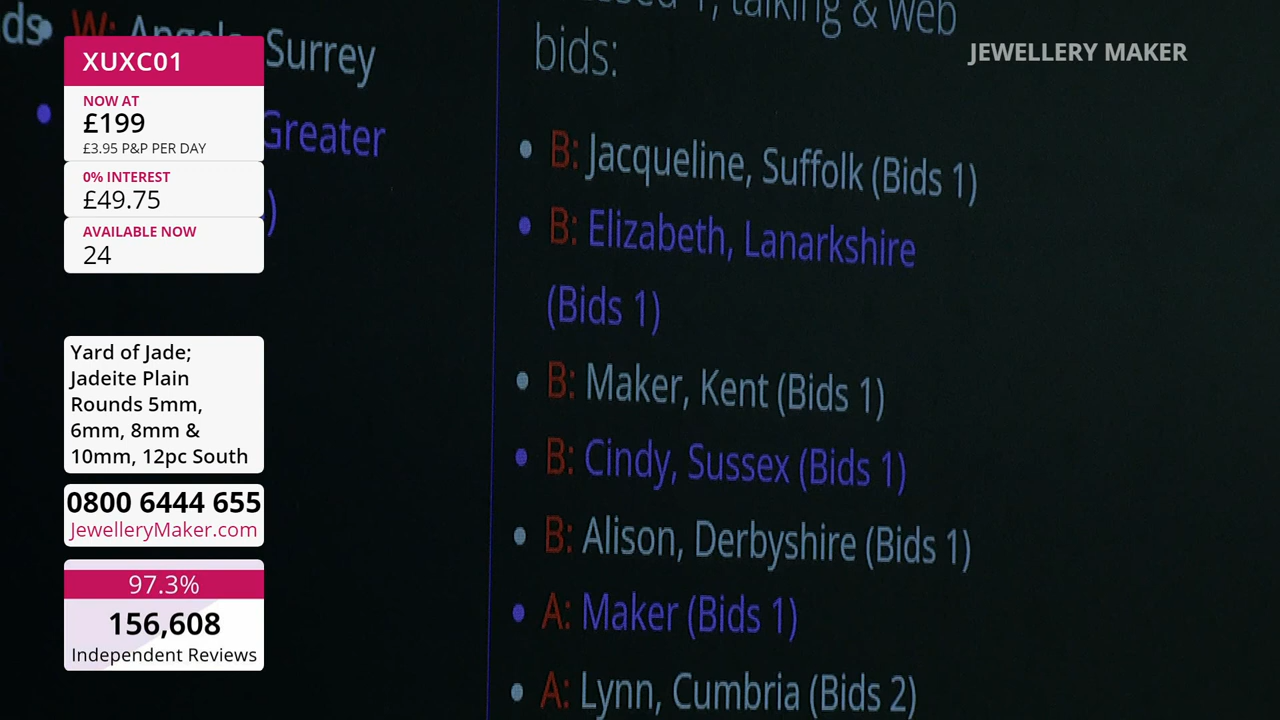 JEWELLERY MAKER
XUXC01
NOW AT
£199
£3.95 P&P PER DAY
0% INTEREST
£49.75
AVAILABLE NOW
24
Yard of Jade;
Jadeite Plain
Rounds 5mm,
6mm, 8mm &
10mm, 12pc South
0800 6444 655
JewelleryMaker.com
97.3%
156,608
Independent Reviews
W: Angela, Surrey
Greater
)
talking & web
bids:
• B: Jacqueline, Suffolk (Bids 1)
• B: Elizabeth, Lanarkshire
(Bids 1)
• B: Maker, Kent (Bids 1)
• B: Cindy, Sussex (Bids 1)
• B: Alison, Derbyshire (Bids 1)
• A: Maker (Bids 1)
• A: Lynn, Cumbria (Bids 2)